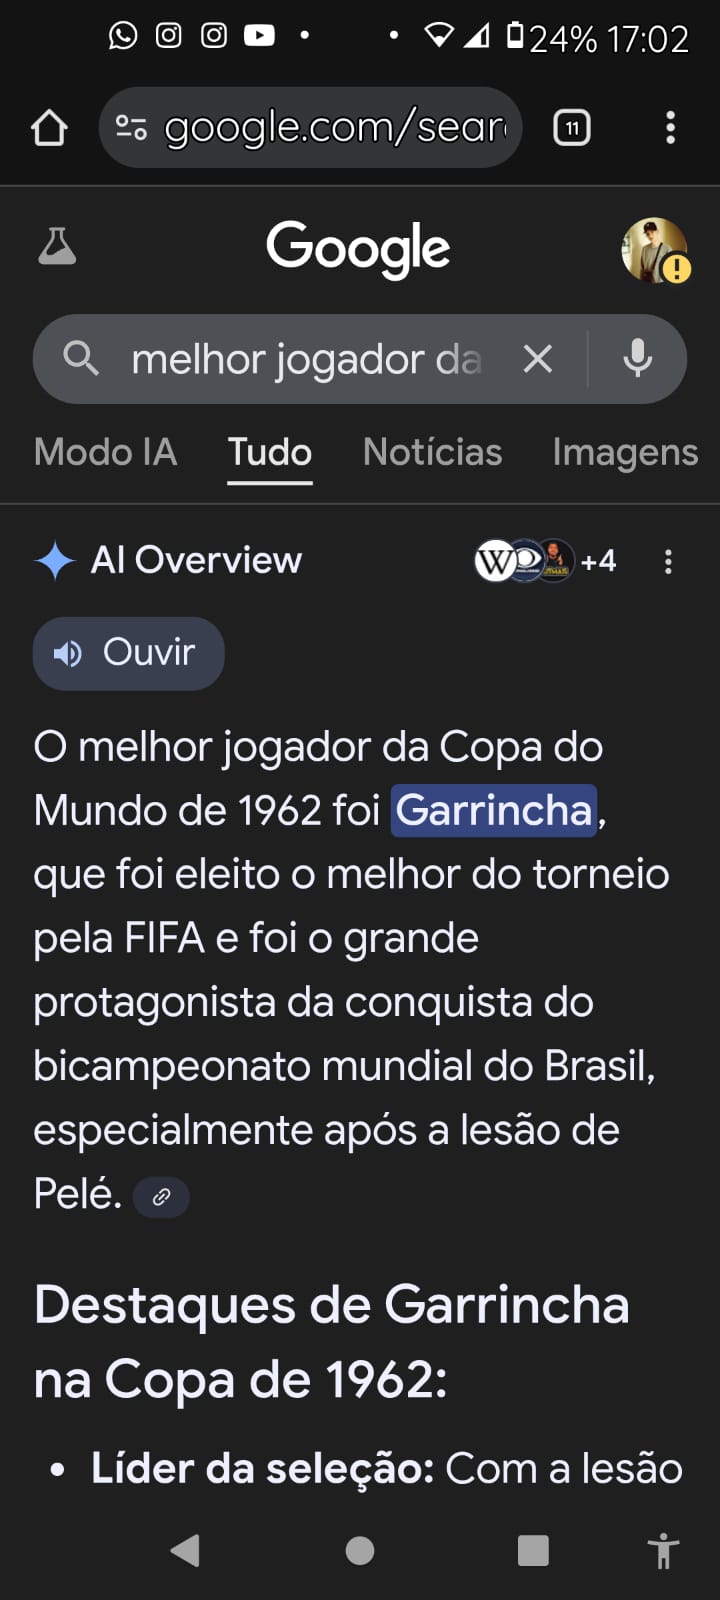 24% 17:02
google.com/sear
11
Google
melhor jogador da
Modo IA Tudo Notícias Imagens
AI Overview W +4
Ouvir
O melhor jogador da Copa do
Mundo de 1962 foi Garrincha,
que foi eleito o melhor do torneio
pela FIFA e foi o grande
protagonista da conquista do
bicampeonato mundial do Brasil,
especialmente após a lesão de
Pelé.
Destaques de Garrincha
na Copa de 1962:
• Líder da seleção: Com a lesão